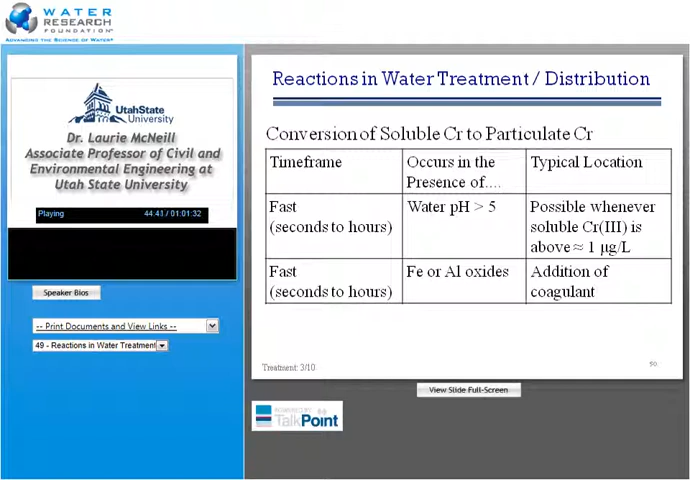 WATER
RESEARCH
FOUNDATION
ADVANCING THE SCIENCE OF WATER®
UtahState
University
Dr. Laurie McNeill
Associate Professor of Civil and
Environmental Engineering at
Utah State University
Playing 44:41 / 01:01:32
Speaker Bios
-- Print Documents and View Links --
49 - Reactions in Water Treatment
Reactions in Water Treatment / Distribution
Conversion of Soluble Cr to Particulate Cr
Timeframe
Occurs in the
Presence of....
Typical Location
Fast
(seconds to hours)
Water pH > 5
Possible whenever
soluble Cr(III) is
above ≈ 1 µg/L
Fast
(seconds to hours)
Fe or Al oxides
Addition of
coagulant
Treatment: 3/10
50
View Slide Full-Screen
POWERED BY
TalkPoint